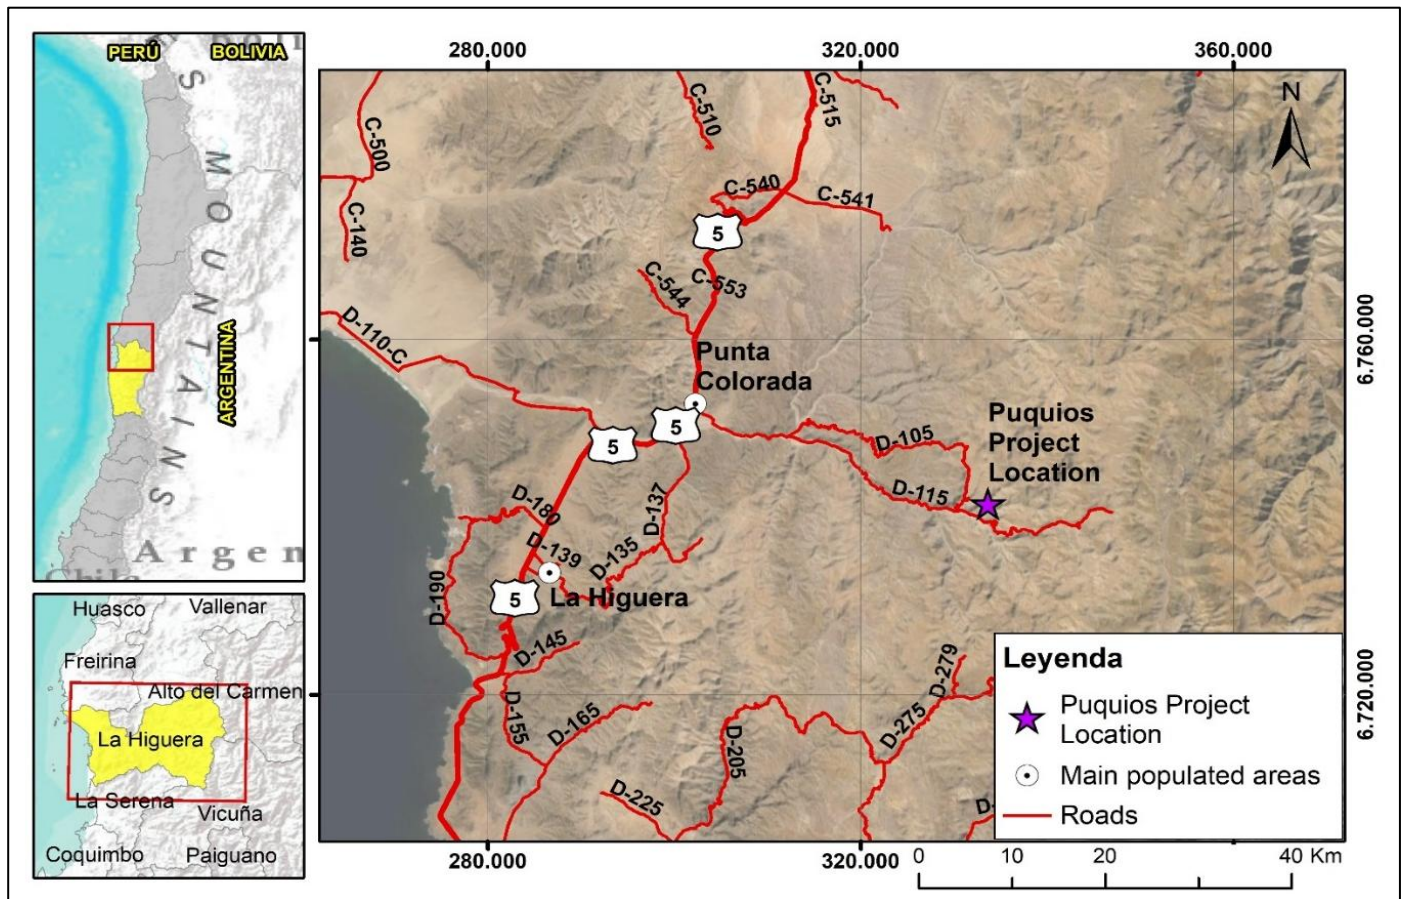 PERÚ
BOLIVIA
S MOUNTAINS
ARGENTINA
Argen
Chile
Huasco
Vallenar
Freirina
Alto del Carmen
La Higuera
La Serena
Vicuña
Coquimbo
Paiguano
280.000
320.000
360.000
N
C-500
C-510
C-515
C-140
C-540
C-541
5
C-544
C-553
6.760.000
D-110-C
Punta
Colorada
5
5
D-105
Puquios
Project
Location
D-115
D-180
D-137
D-139
D-135
D-190
5
La Higuera
D-145
D-155
D-165
D-205
D-225
D-275
D-279
D-
6.720.000
Leyenda
Puquios Project
Location
Main populated areas
Roads
280.000
320.000
0
10
20
40 Km